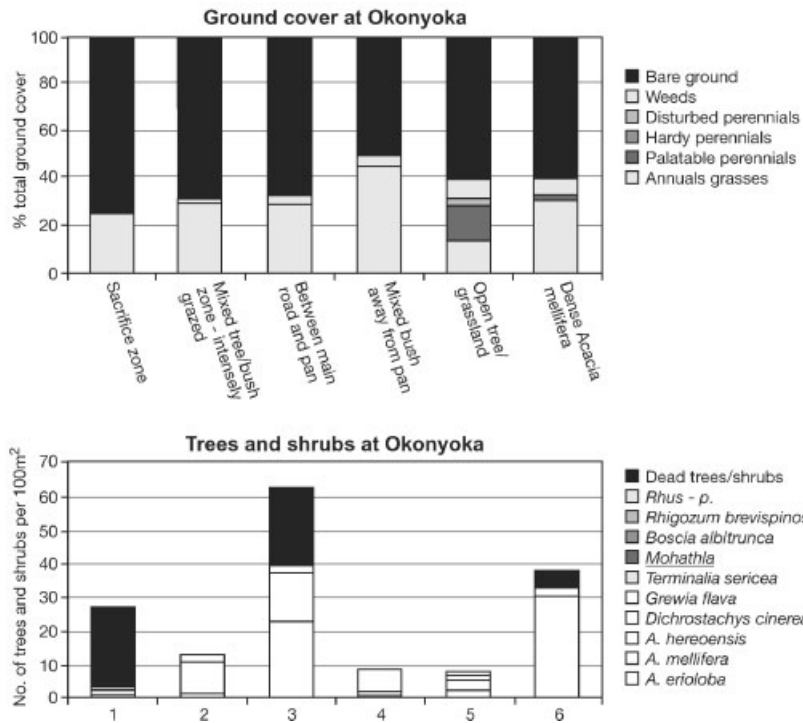 Ground cover at Okonyoka
% total ground cover
100
80
60
40
20
0
Sacrifice zone
Mixed tree/bush
zone - intensely
grazed
Between main
road and pan
Mixed bush
away from pan
Open tree/
grassland
Dense Acacia
mellifera
Bare ground
Weeds
Disturbed perennials
Hardy perennials
Palatable perennials
Annuals grasses
Trees and shrubs at Okonyoka
No. of trees and shrubs per 100m²
70
60
50
40
30
20
10
0
1 2 3 4 5 6
Dead trees/shrubs
Rhus - p.
Rhigozum brevispinos
Boscia albitrunca
Mohathla
Terminalia sericea
Grewia flava
Dichrostachys cinerea
A. hereoensis
A. mellifera
A. erioloba